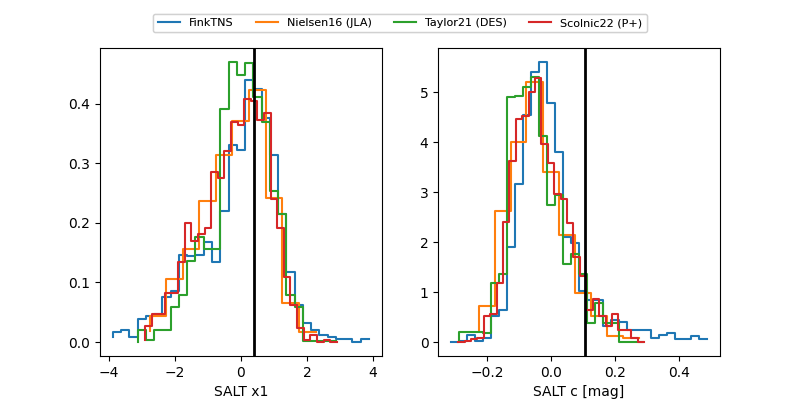 FinkTNS Nielsen16 (JLA) Taylor21 (DES) Scolnic22 (P+)
0.4
0.3
0.2
0.1
0.0
−4 −2 0 2 4
SALT x1
5
4
3
2
1
0
−0.2 0.0 0.2 0.4
SALT c [mag]